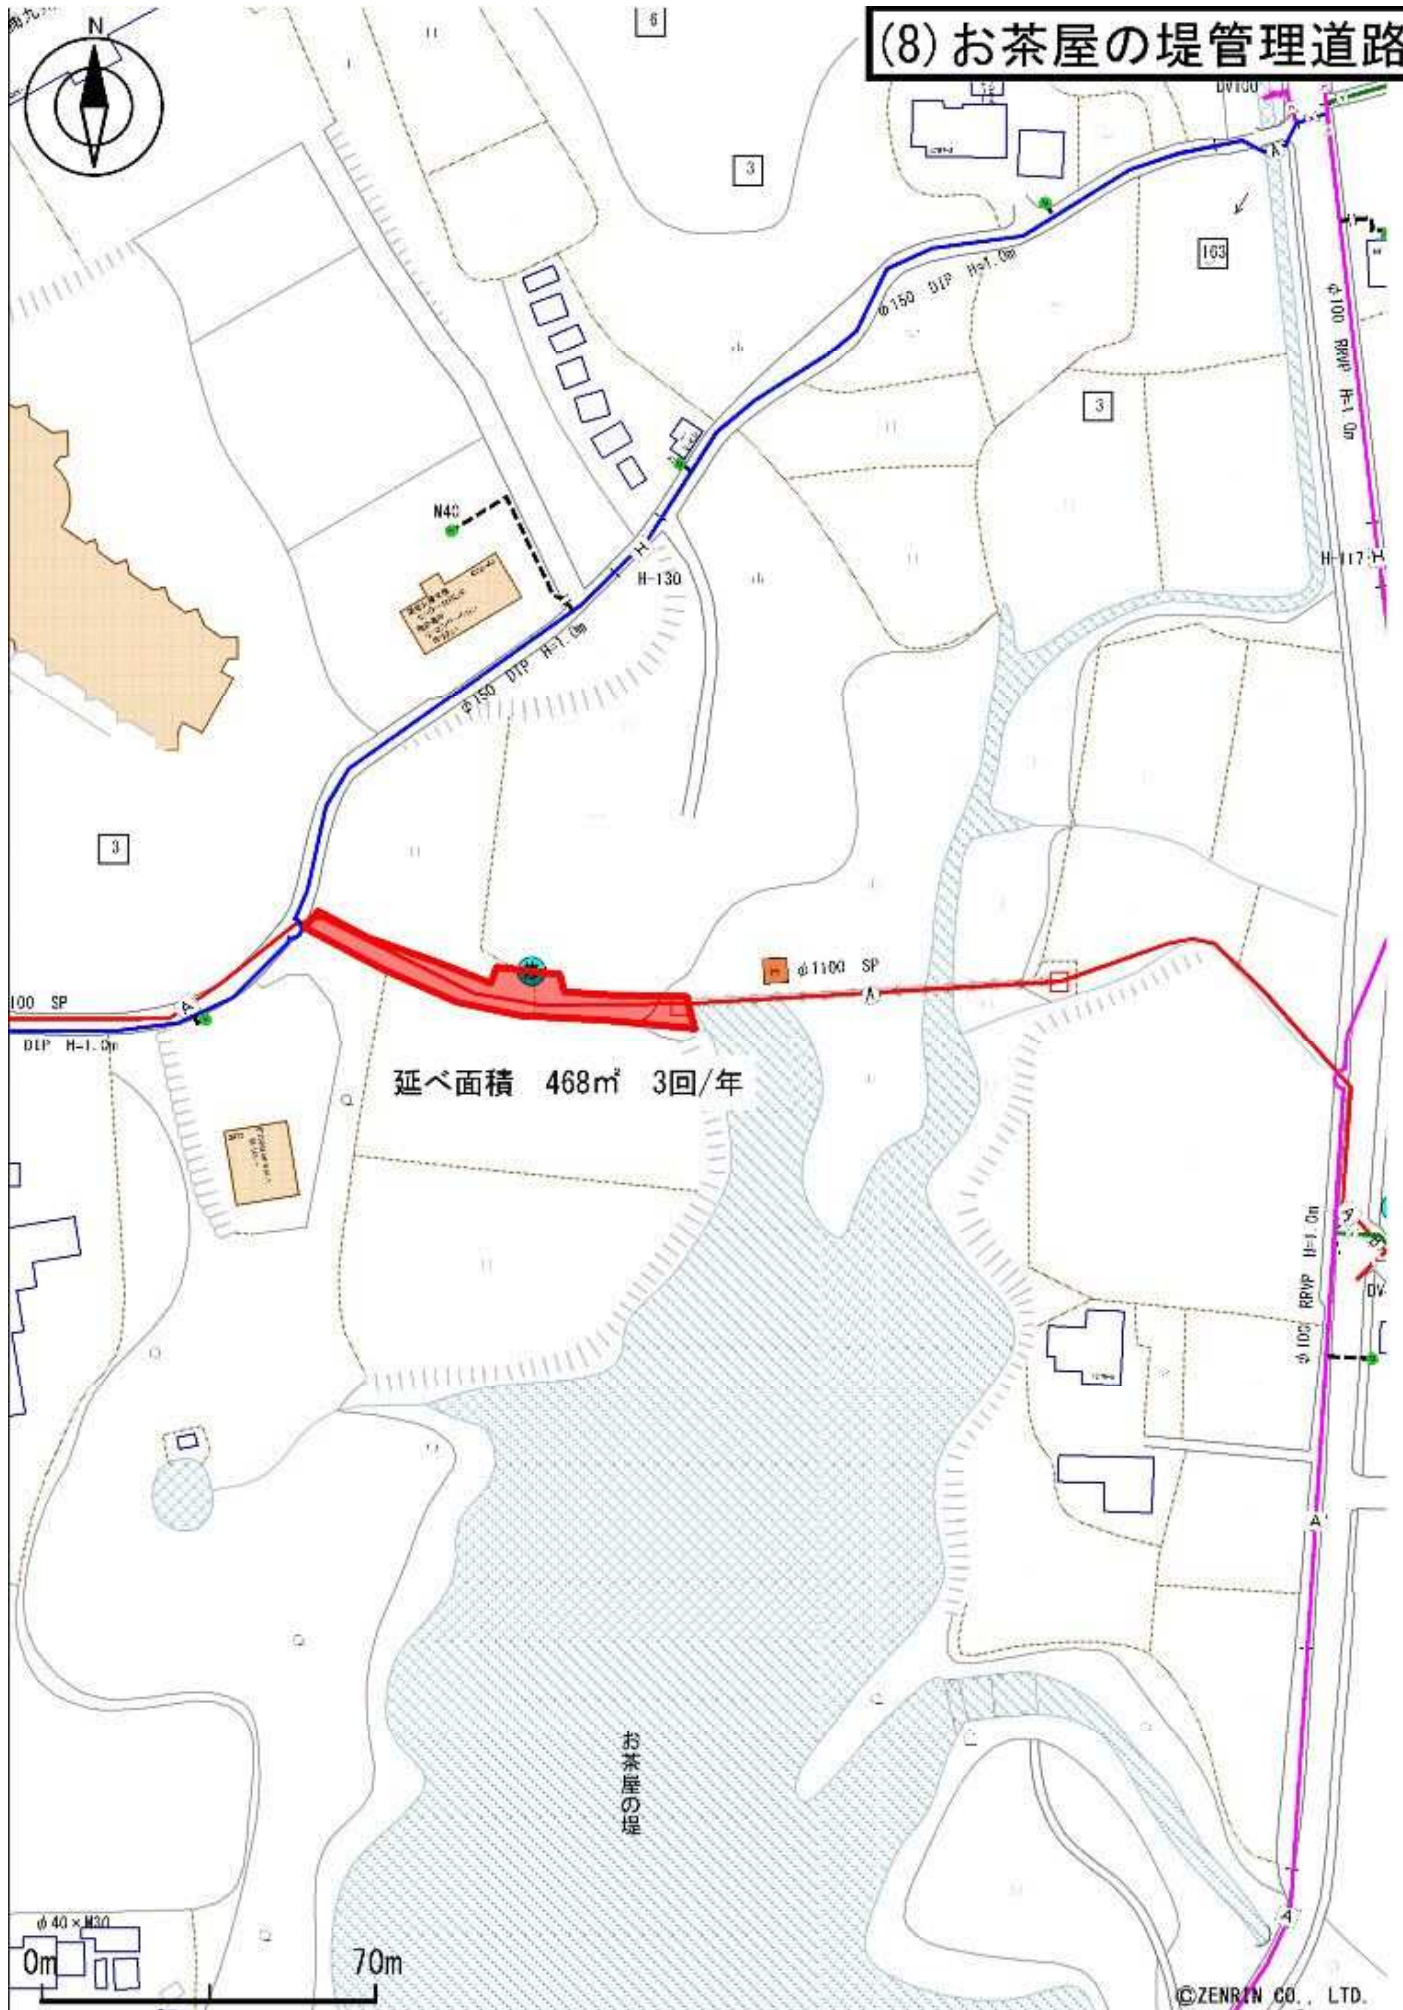 (8)お茶屋の堤管理道路
N
6
DV100
3
163
φ150 DIP H=1.0m
A
φ100 RRVP H=1.0m
3
N40
H
H-130
H-117
H
φ150 DIP H=1.0m
3
φ1100 SP
A
100 SP
A
DIP H=1.0m
延べ面積 468㎡ 3回/年
A
B
DV
φ100 RRVP H=1.0m
A
お茶屋の堤
A
φ40×M30
0m 70m
©ZENRIN CO., LTD.